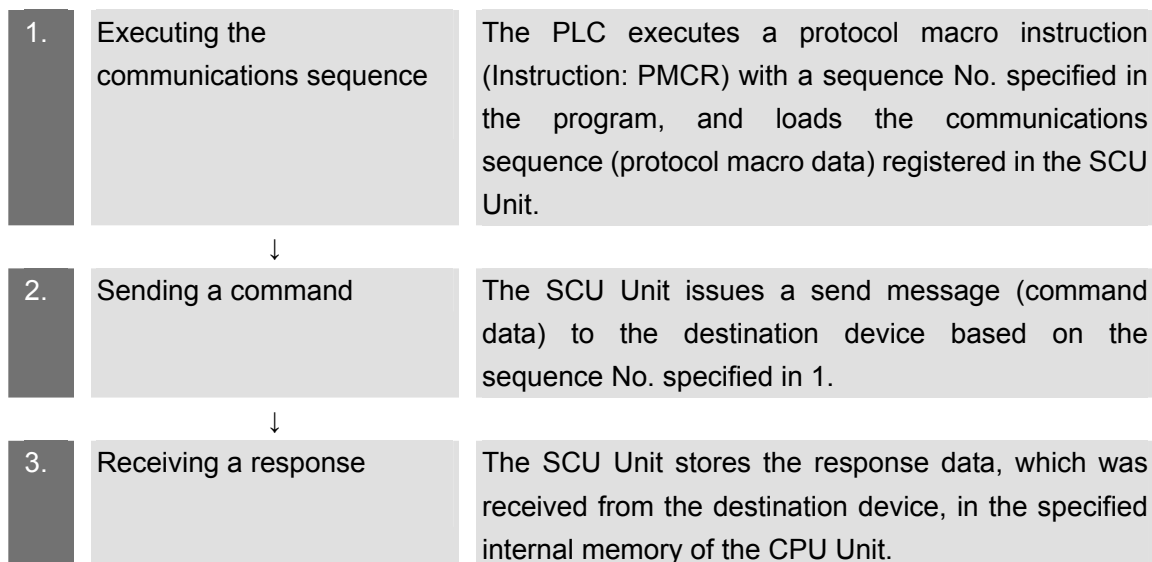 1. Executing the communications sequence
The PLC executes a protocol macro instruction
(Instruction: PMCR) with a sequence No. specified in
the program, and loads the communications
sequence (protocol macro data) registered in the SCU
Unit.
↓
2. Sending a command
The SCU Unit issues a send message (command
data) to the destination device based on the
sequence No. specified in 1.
↓
3. Receiving a response
The SCU Unit stores the response data, which was
received from the destination device, in the specified
internal memory of the CPU Unit.